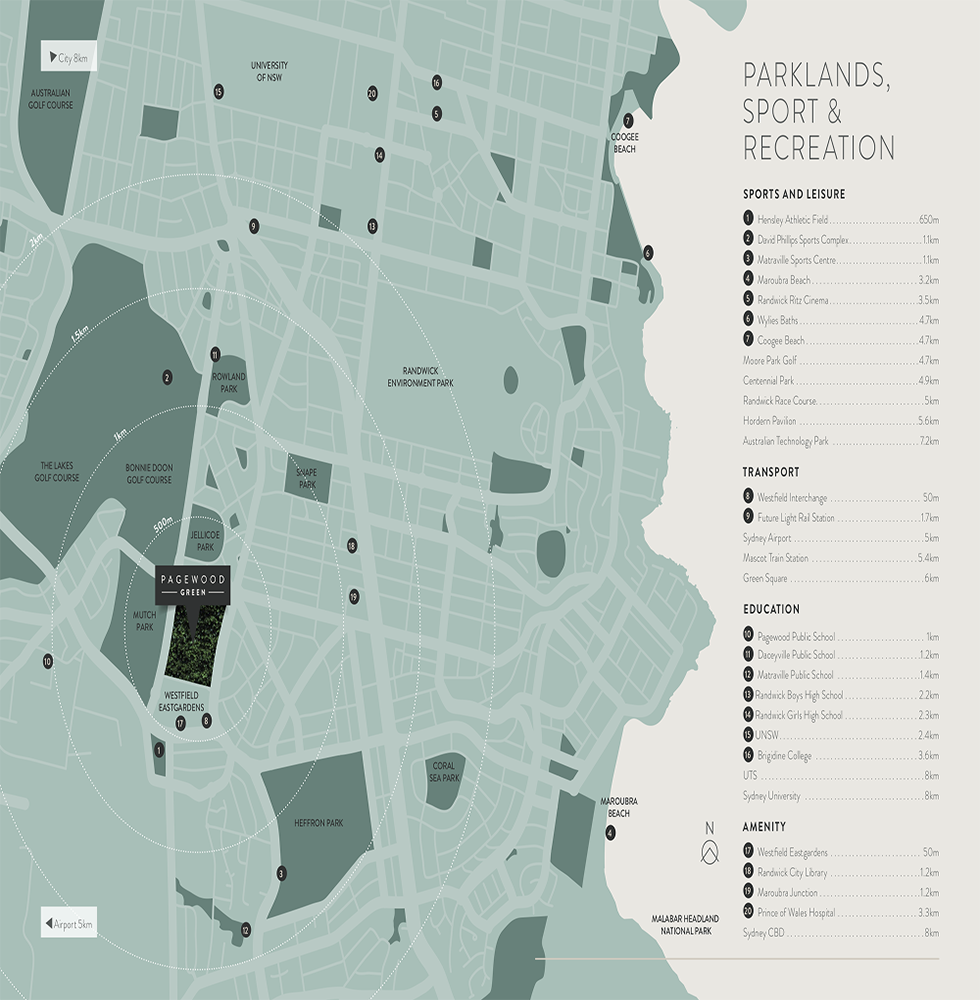 City 8km
AUSTRALIAN
GOLF COURSE
UNIVERSITY
OF NSW
15
20
16
5
14
7
COOGEE
BEACH
9
13
6
2km
1.5km
11
2
ROWLAND
PARK
RANDWICK
ENVIRONMENT PARK
1km
THE LAKES
GOLF COURSE
BONNIE DOON
GOLF COURSE
SNAPE
PARK
500m
JELLICOE
PARK
18
PAGEWOOD
GREEN
19
MUTCH
PARK
10
WESTFIELD
EASTGARDENS
17
8
1
CORAL
SEA PARK
HEFFRON PARK
MAROUBRA
BEACH
4
3
12
Airport 5km
MALABAR HEADLAND
NATIONAL PARK
N
PARKLANDS,
SPORT &
RECREATION
SPORTS AND LEISURE
1 Hensley Athletic Field 650m
2 David Phillips Sports Complex 1.1km
3 Matraville Sports Centre 1.1km
4 Maroubra Beach 3.2km
5 Randwick Ritz Cinema 3.5km
6 Wylies Baths 4.7km
7 Coogee Beach 4.7km
Moore Park Golf 4.7km
Centennial Park 4.9km
Randwick Race Course 5km
Hordern Pavilion 5.6km
Australian Technology Park 7.2km
TRANSPORT
8 Westfield Interchange 50m
9 Future Light Rail Station 1.7km
Sydney Airport 5km
Mascot Train Station 5.4km
Green Square 6km
EDUCATION
10 Pagewood Public School 1km
11 Daceyville Public School 1.2km
12 Matraville Public School 1.4km
13 Randwick Boys High School 2.2km
14 Randwick Girls High School 2.3km
15 UNSW 2.4km
16 Brigidine College 3.6km
UTS 8km
Sydney University 8km
AMENITY
17 Westfield Eastgardens 50m
18 Randwick City Library 1.2km
19 Maroubra Junction 1.2km
20 Prince of Wales Hospital 3.3km
Sydney CBD 8km